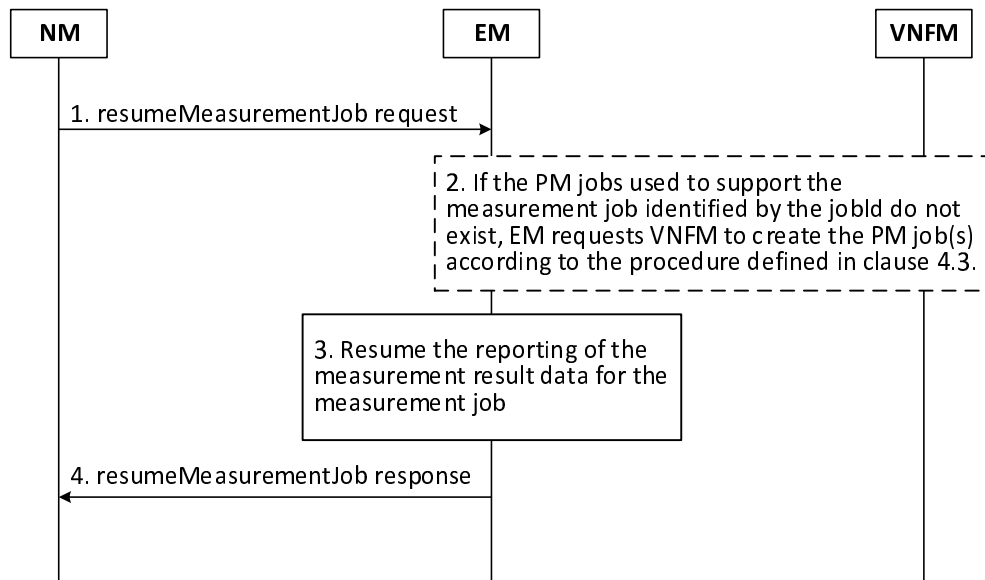 NM
EM
VNFM
1. resumeMeasurementJob request
2. If the PM jobs used to support the
measurement job identified by the jobId do not
exist, EM requests VNFM to create the PM job(s)
according to the procedure defined in clause 4.3.
3. Resume the reporting of the
measurement result data for the
measurement job
4. resumeMeasurementJob response